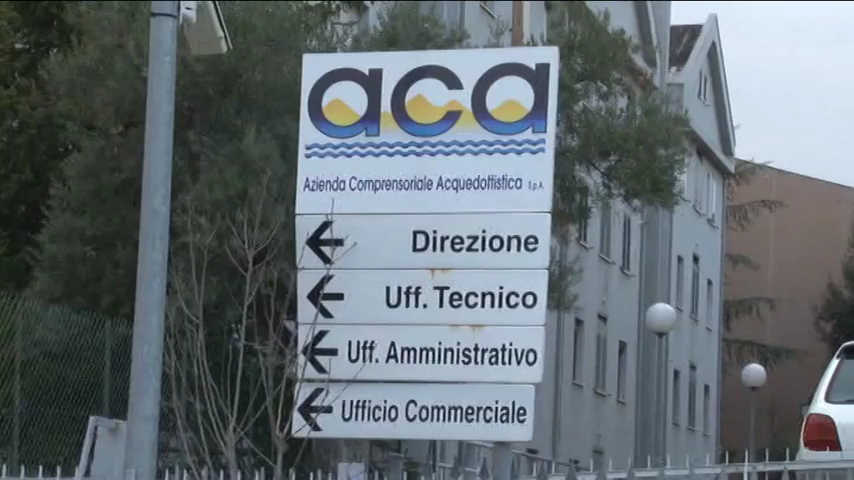 aca
Azienda Comprensoriale Acquedottistica S.p.A.
Direzione
Uff. Tecnico
Uff. Amministrativo
Ufficio Commerciale